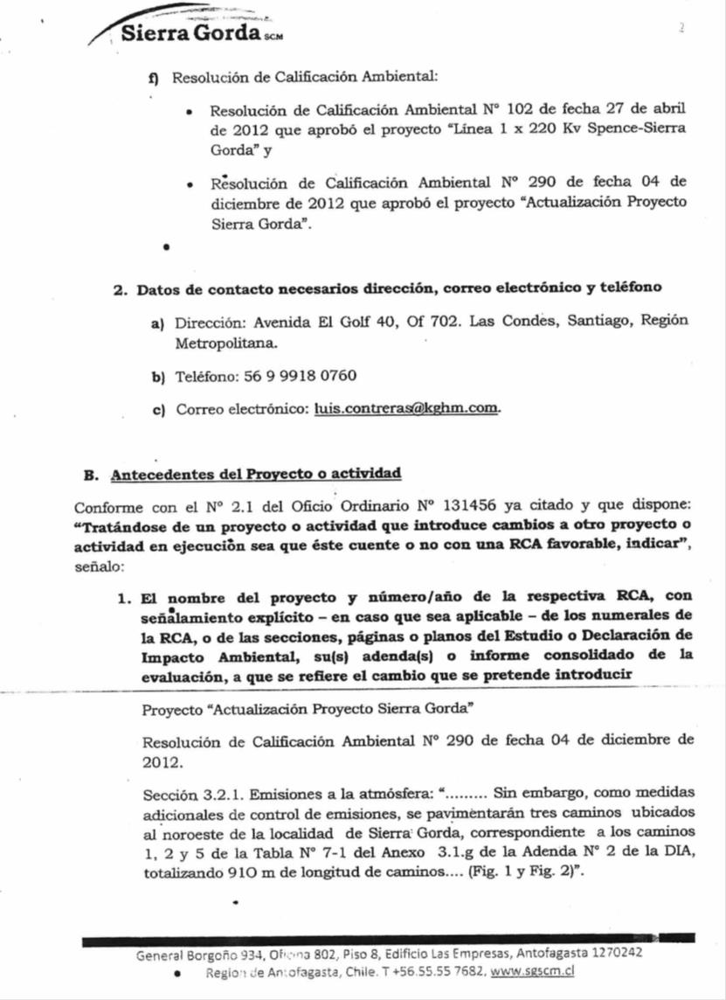 Sierra Gorda SCM
2
f) Resolución de Calificación Ambiental:
• Resolución de Calificación Ambiental N° 102 de fecha 27 de abril
de 2012 que aprobó el proyecto “Línea 1 x 220 Kv Spence-Sierra
Gorda” y
• Resolución de Calificación Ambiental N° 290 de fecha 04 de
diciembre de 2012 que aprobó el proyecto “Actualización Proyecto
Sierra Gorda”.
2. Datos de contacto necesarios dirección, correo electrónico y teléfono
a) Dirección: Avenida El Golf 40, Of 702. Las Condes, Santiago, Región
Metropolitana.
b) Teléfono: 56 9 9918 0760
c) Correo electrónico: luis.contreras@kghm.com.
B. Antecedentes del Proyecto o actividad
Conforme con el N° 2.1 del Oficio Ordinario N° 131456 ya citado y que dispone:
“Tratándose de un proyecto o actividad que introduce cambios a otro proyecto o
actividad en ejecución sea que éste cuente o no con una RCA favorable, indicar”,
señalo:
1. El nombre del proyecto y número/año de la respectiva RCA, con
señalamiento explícito – en caso que sea aplicable – de los numerales de
la RCA, o de las secciones, páginas o planos del Estudio o Declaración de
Impacto Ambiental, su(s) adenda(s) o informe consolidado de la
evaluación, a que se refiere el cambio que se pretende introducir
Proyecto “Actualización Proyecto Sierra Gorda”
Resolución de Calificación Ambiental N° 290 de fecha 04 de diciembre de
2012.
Sección 3.2.1. Emisiones a la atmósfera: “......... Sin embargo, como medidas
adicionales de control de emisiones, se pavimentarán tres caminos ubicados
al noroeste de la localidad de Sierra Gorda, correspondiente a los caminos
1, 2 y 5 de la Tabla N° 7-1 del Anexo 3.1.g de la Adenda N° 2 de la DIA,
totalizando 91O m de longitud de caminos.... (Fig. 1 y Fig. 2)”.
General Borgoño 934, Oficina 802, Piso 8, Edificio Las Empresas, Antofagasta 1270242
Region de Antofagasta, Chile. T +56.55.55 7682, www.sgscm.cl